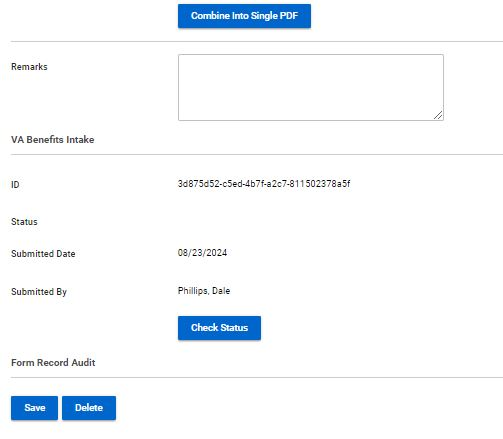 Combine Into Single PDF
Remarks
VA Benefits Intake
ID 3d875d52-c5ed-4b7f-a2c7-811502378a5f
Status
Submitted Date 08/23/2024
Submitted By Phillips, Dale
Check Status
Form Record Audit
Save Delete